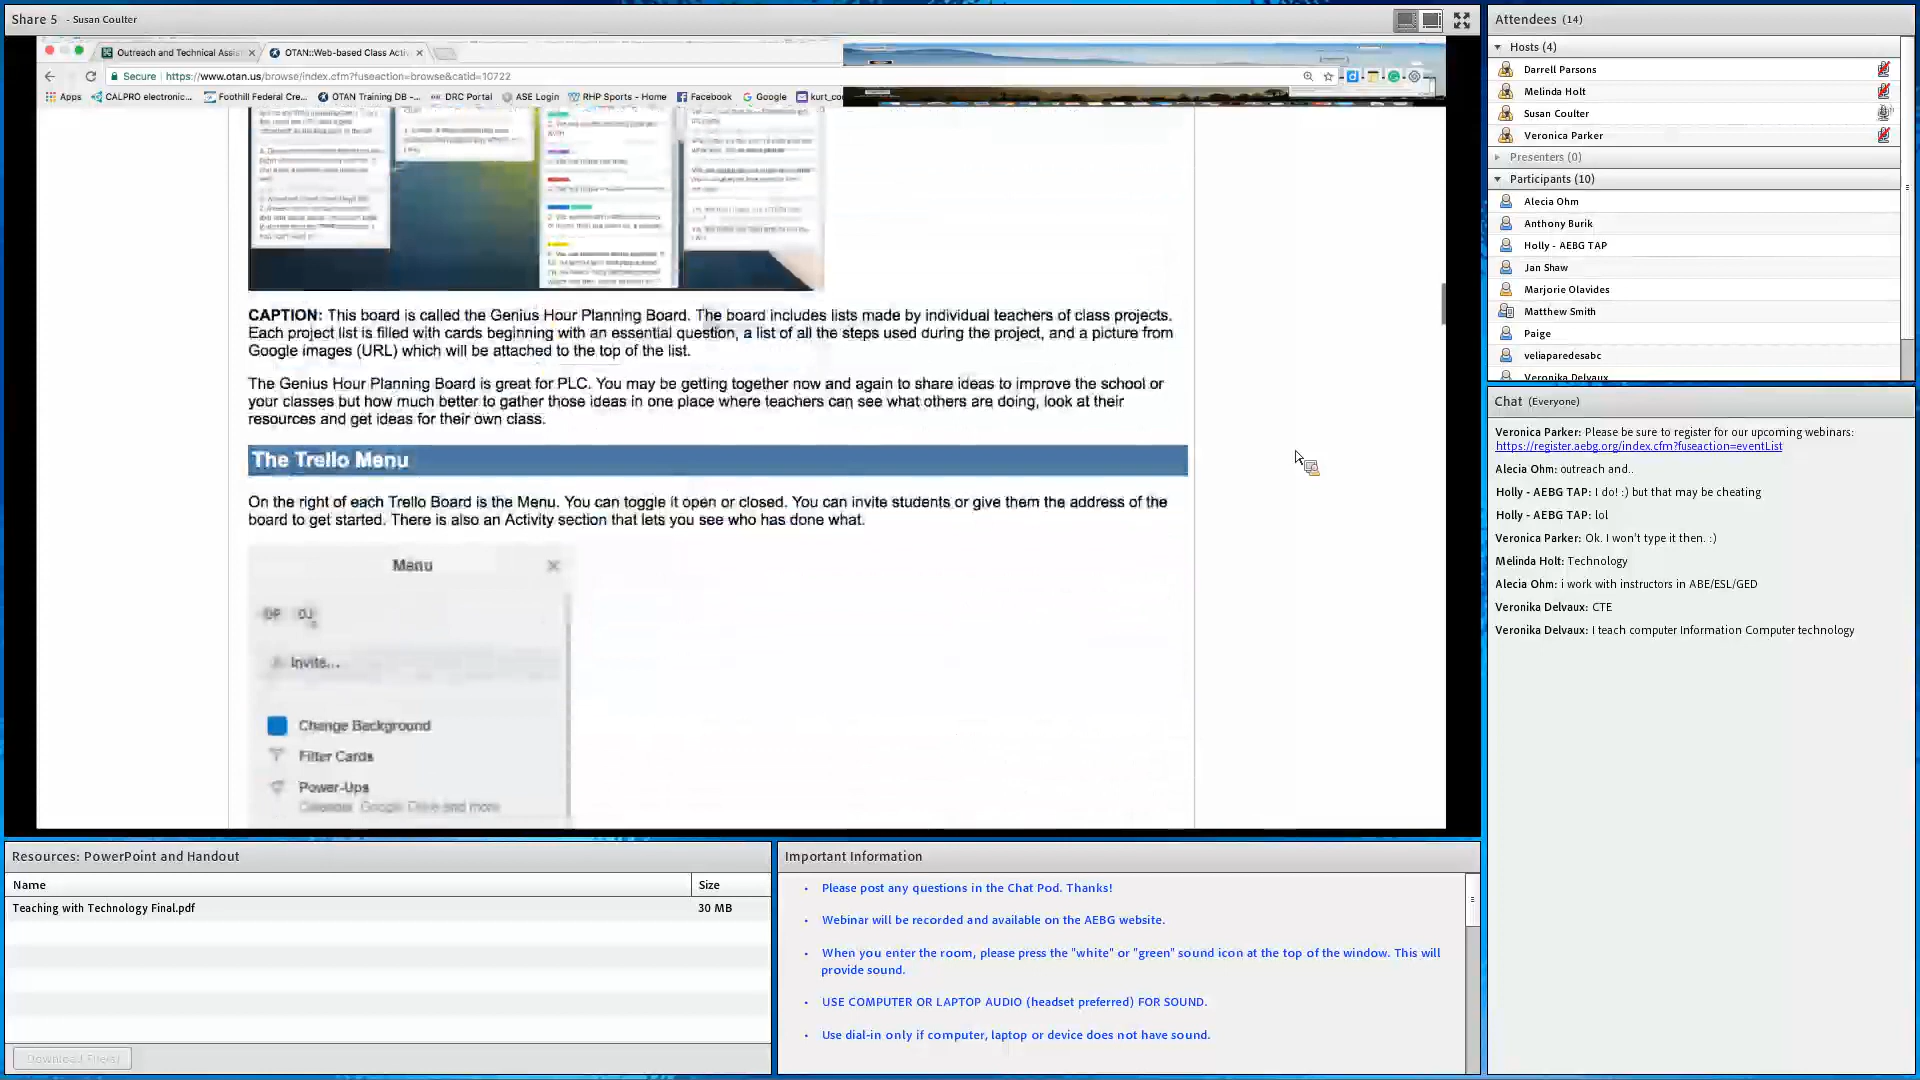 Share 5 - Susan Coulter
Outreach and Technical Assis
OTAN::Web-based Class Activ
Secure
https://www.otan.us/browse/index.cfm?fuseaction=browse&catid=10722
Apps
CALPRO electronic...
Foothill Federal Cre...
OTAN Training DB -...
DRC Portal
ASE Login
RHP Sports - Home
Facebook
Google
kurt_co
CAPTION: This board is called the Genius Hour Planning Board. The board includes lists made by individual teachers of class projects.
Each project list is filled with cards beginning with an essential question, a list of all the steps used during the project, and a picture from
Google images (URL) which will be attached to the top of the list.
The Genius Hour Planning Board is great for PLC. You may be getting together now and again to share ideas to improve the school or
your classes but how much better to gather those ideas in one place where teachers can see what others are doing, look at their
resources and get ideas for their own class.
The Trello Menu
On the right of each Trello Board is the Menu. You can toggle it open or closed. You can invite students or give them the address of the
board to get started. There is also an Activity section that lets you see who has done what.
Menu
DP DJ
Invite...
Change Background
Filter Cards
Power-Ups
Calendar, Google Drive and more
Attendees (14)
Hosts (4)
Darrell Parsons
Melinda Holt
Susan Coulter
Veronica Parker
Presenters (0)
Participants (10)
Alecia Ohm
Anthony Burik
Holly - AEBG TAP
Jan Shaw
Marjorie Olavides
Matthew Smith
Paige
veliaparedesabc
Veronika Delvaux
Chat (Everyone)
Veronica Parker: Please be sure to register for our upcoming webinars:
https://register.aebg.org/index.cfm?fuseaction=eventList
Alecia Ohm: outreach and..
Holly - AEBG TAP: I do! :) but that may be cheating
Holly - AEBG TAP: lol
Veronica Parker: Ok. I won't type it then. :)
Melinda Holt: Technology
Alecia Ohm: i work with instructors in ABE/ESL/GED
Veronika Delvaux: CTE
Veronika Delvaux: I teach computer Information Computer technology
Resources: PowerPoint and Handout
Name Size
Teaching with Technology Final.pdf 30 MB
Download File(s)
Important Information
• Please post any questions in the Chat Pod. Thanks!
• Webinar will be recorded and available on the AEBG website.
• When you enter the room, please press the "white" or "green" sound icon at the top of the window. This will
provide sound.
• USE COMPUTER OR LAPTOP AUDIO (headset preferred) FOR SOUND.
• Use dial-in only if computer, laptop or device does not have sound.